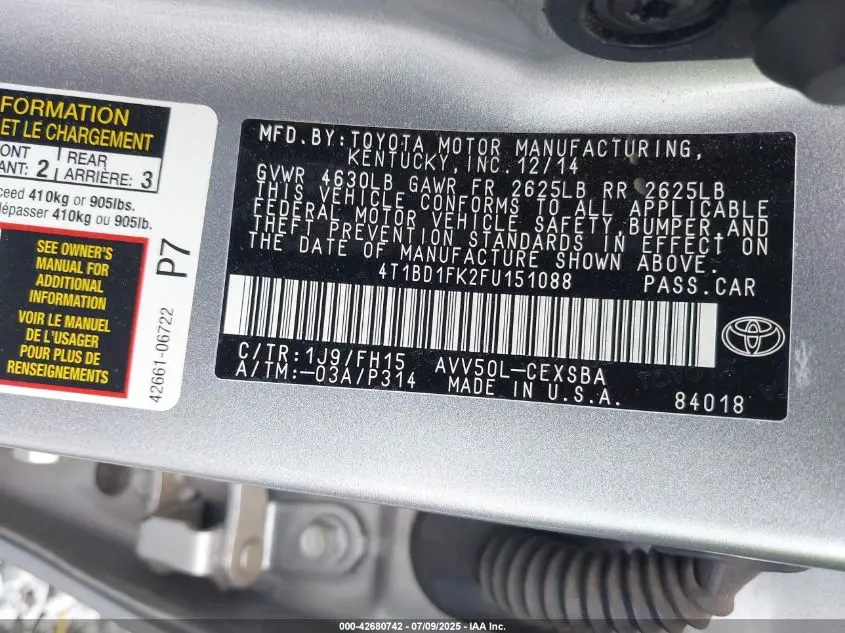 FORMATION
ET LE CHARGEMENT
ONT
ANT: 2
REAR
ARRIÈRE: 3
ceed 410kg or 905lbs.
dépasser 410kg ou 905lb.
SEE OWNER'S
MANUAL FOR
ADDITIONAL
INFORMATION
VOIR LE MANUEL
DE L'USAGER
POUR PLUS DE
RENSEIGNEMENTS
P7
42661-06722
MFD.BY:TOYOTA MOTOR MANUFACTURING,
KENTUCKY,INC.12/14
GVWR 4630LB GAWR FR 2625LB RR 2625LB
THIS VEHICLE CONFORMS TO ALL APPLICABLE
FEDERAL MOTOR VEHICLE SAFETY,BUMPER,AND
THEFT PREVENTION STANDARDS IN EFFECT ON
THE DATE OF MANUFACTURE SHOWN ABOVE.
4T1BD1FK2FU151088 PASS.CAR
C/TR:1J9/FH15 AVV50L-CEXSBA
A/TM:-03A/P314 MADE IN U.S.A. 84018
000-42680742 / 07/09/2025 - IAA Inc.